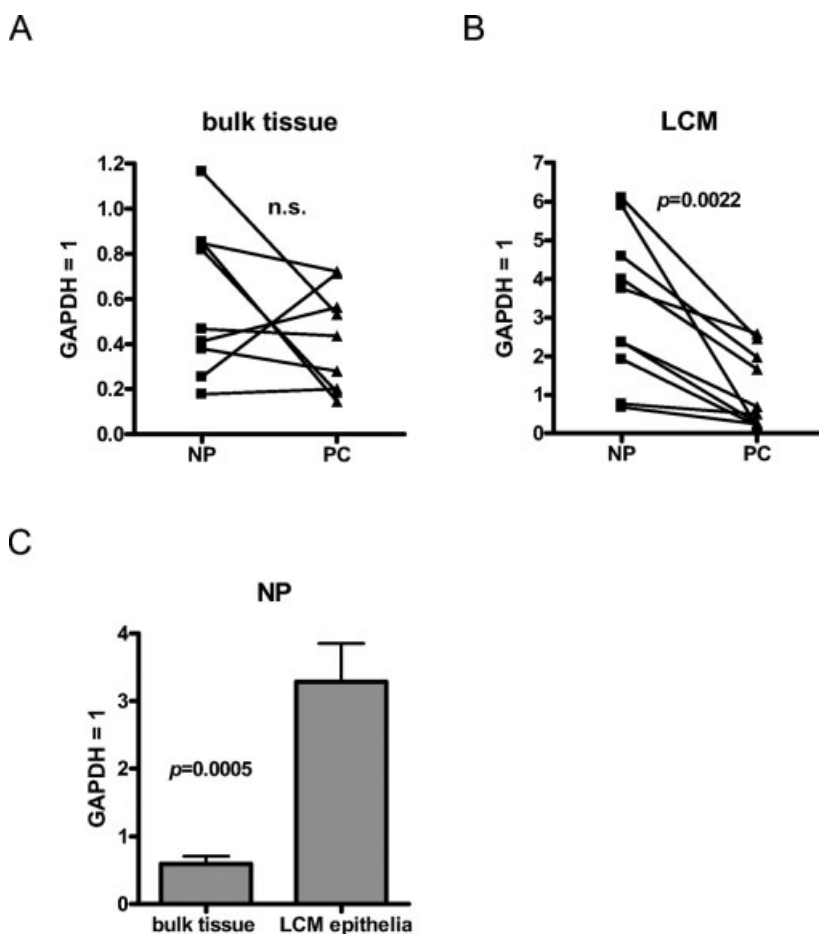 A
bulk tissue
1.2
1.0
0.8
0.6
0.4
0.2
0.0
GAPDH = 1
n.s.
NP PC
B
LCM
7
6
5
4
3
2
1
0
GAPDH = 1
p=0.0022
NP PC
C
NP
4
3
2
1
0
GAPDH = 1
p=0.0005
bulk tissue LCM epithelia